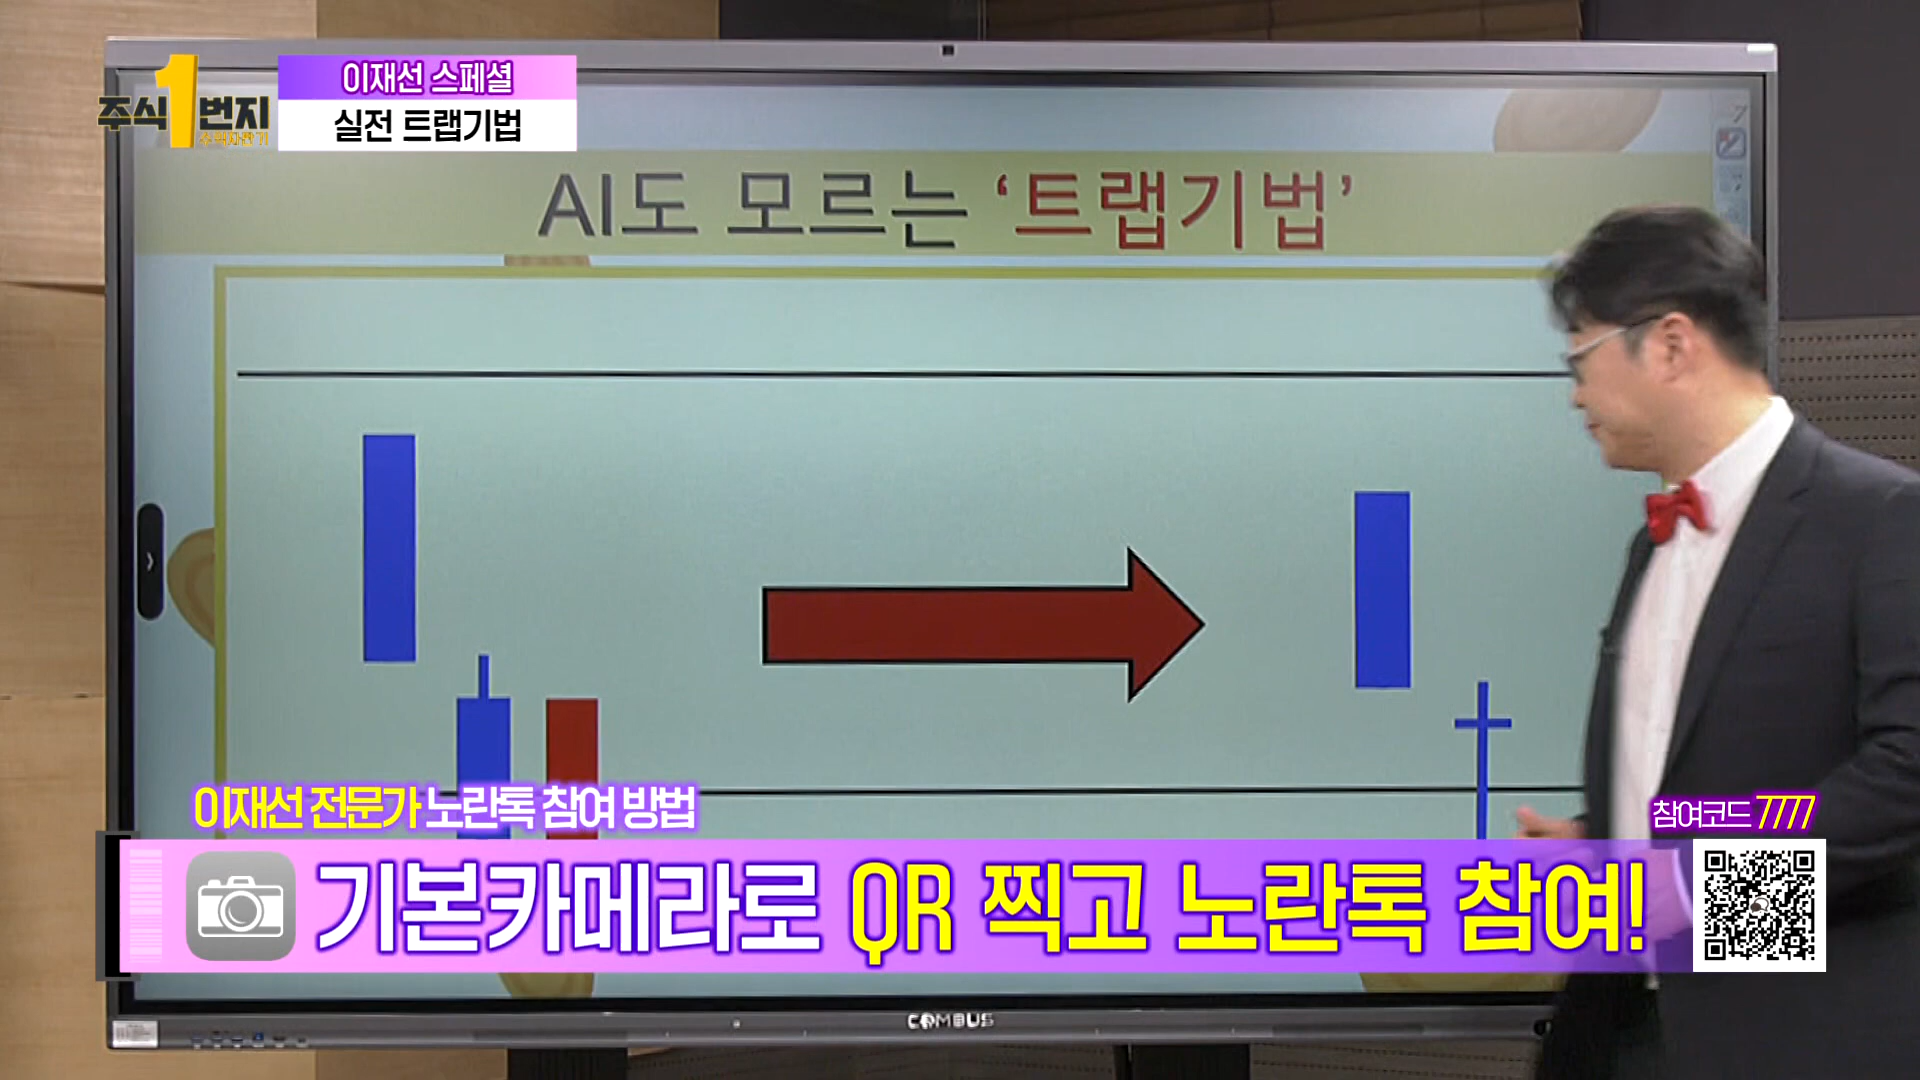 주식1번지
이재선 스페셜
실전 트랩기법
AI도 모르는 ‘트랩기법’
이재선 전문가 노란톡 참여 방법
참여코드 7777
기본카메라로 QR 찍고 노란톡 참여!
COMBUS